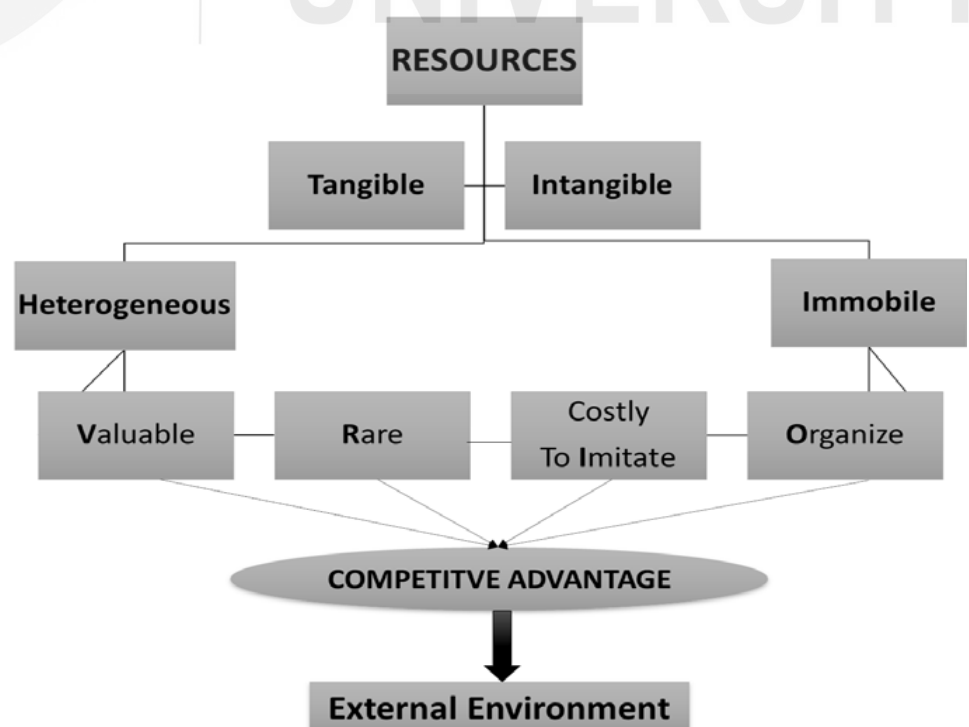 RESOURCES
Tangible
Intangible
Heterogeneous
Immobile
Valuable
Rare
Costly
To Imitate
Organize
COMPETITVE ADVANTAGE
External Environment